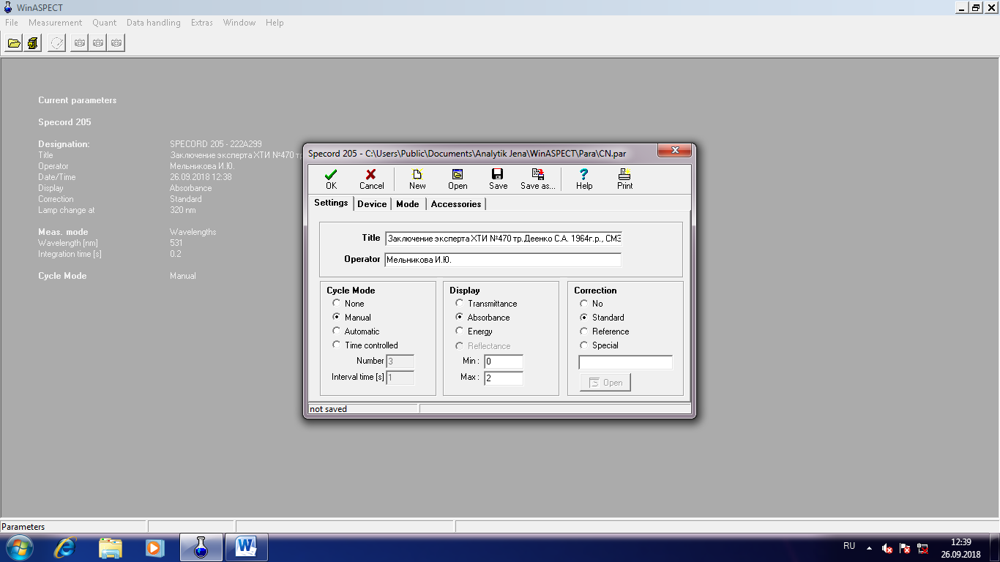 WinASPECT
File Measurement Quant Data handling Extras Window Help
Current parameters
Specord 205
Designation: SPECORD 205 - 222A299
Title Заключение эксперта ХТИ №470 тр
Operator Мельникова И.Ю.
Date/Time 26.09.2018 12:38
Display Absorbance
Correction Standard
Lamp change at 320 nm
Meas. mode Wavelengths
Wavelength [nm] 531
Integration time [s] 0.2
Cycle Mode Manual
Specord 205 - C:\Users\Public\Documents\Analytik Jena\WinASPECT\Para\CN.par
OK Cancel New Open Save Save as... Help Print
Settings Device Mode Accessories
Title Заключение эксперта ХТИ №470 тр.Деенко С.А. 1964г.р., СМЭ
Operator Мельникова И.Ю.
Cycle Mode
None
Manual
Automatic
Time controlled
Number 3
Interval time [s] 1
Display
Transmittance
Absorbance
Energy
Reflectance
Min : 0
Max : 2
Correction
No
Standard
Reference
Special
Open
not saved
Parameters
RU
12:39
26.09.2018